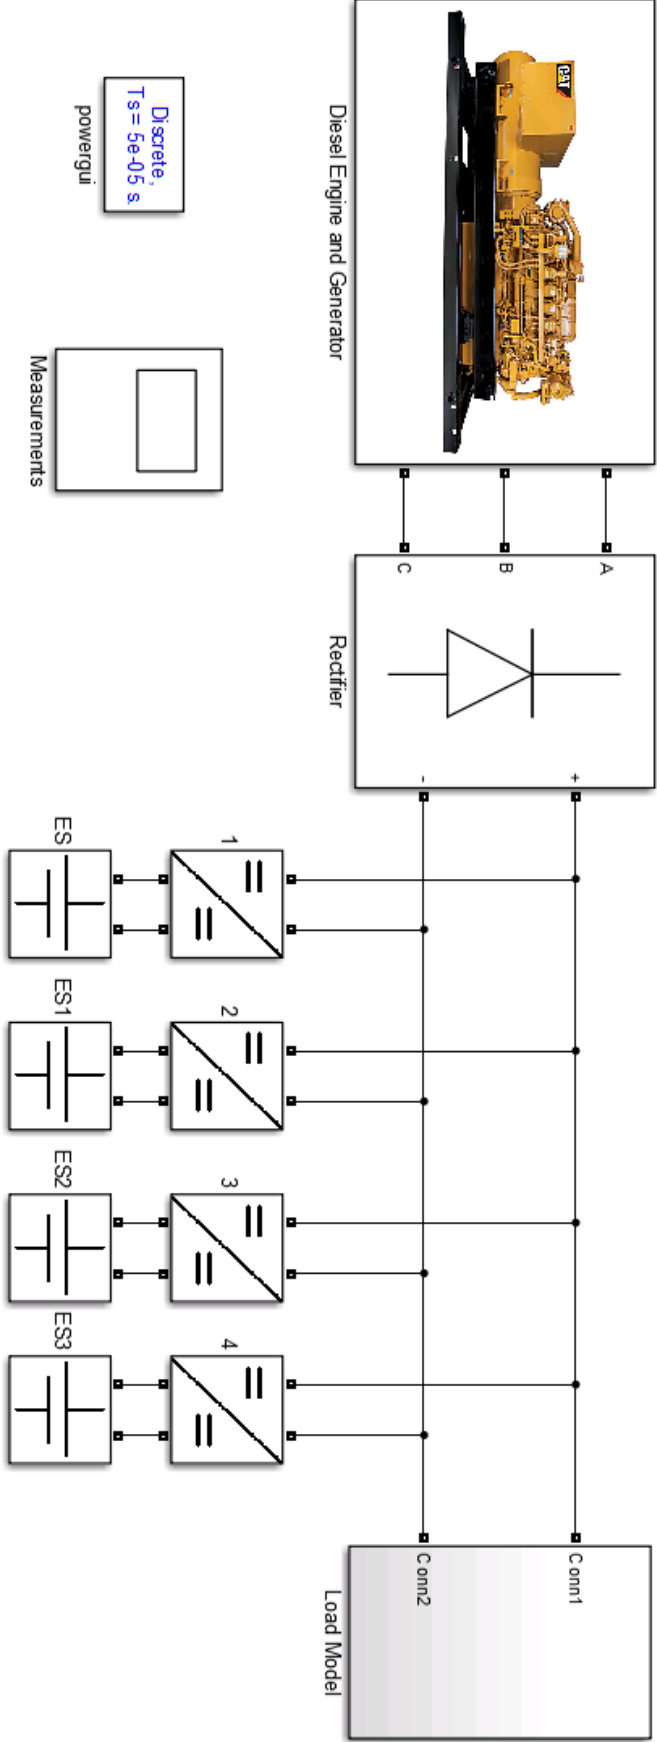 CAT
Diesel Engine and Generator
A
B
C
+
-
Rectifier
Conn1
Conn2
Load Model
1
2
3
4
ES
ES1
ES2
ES3
Discrete,
Ts = 5e-05 s.
powergui
Measurements